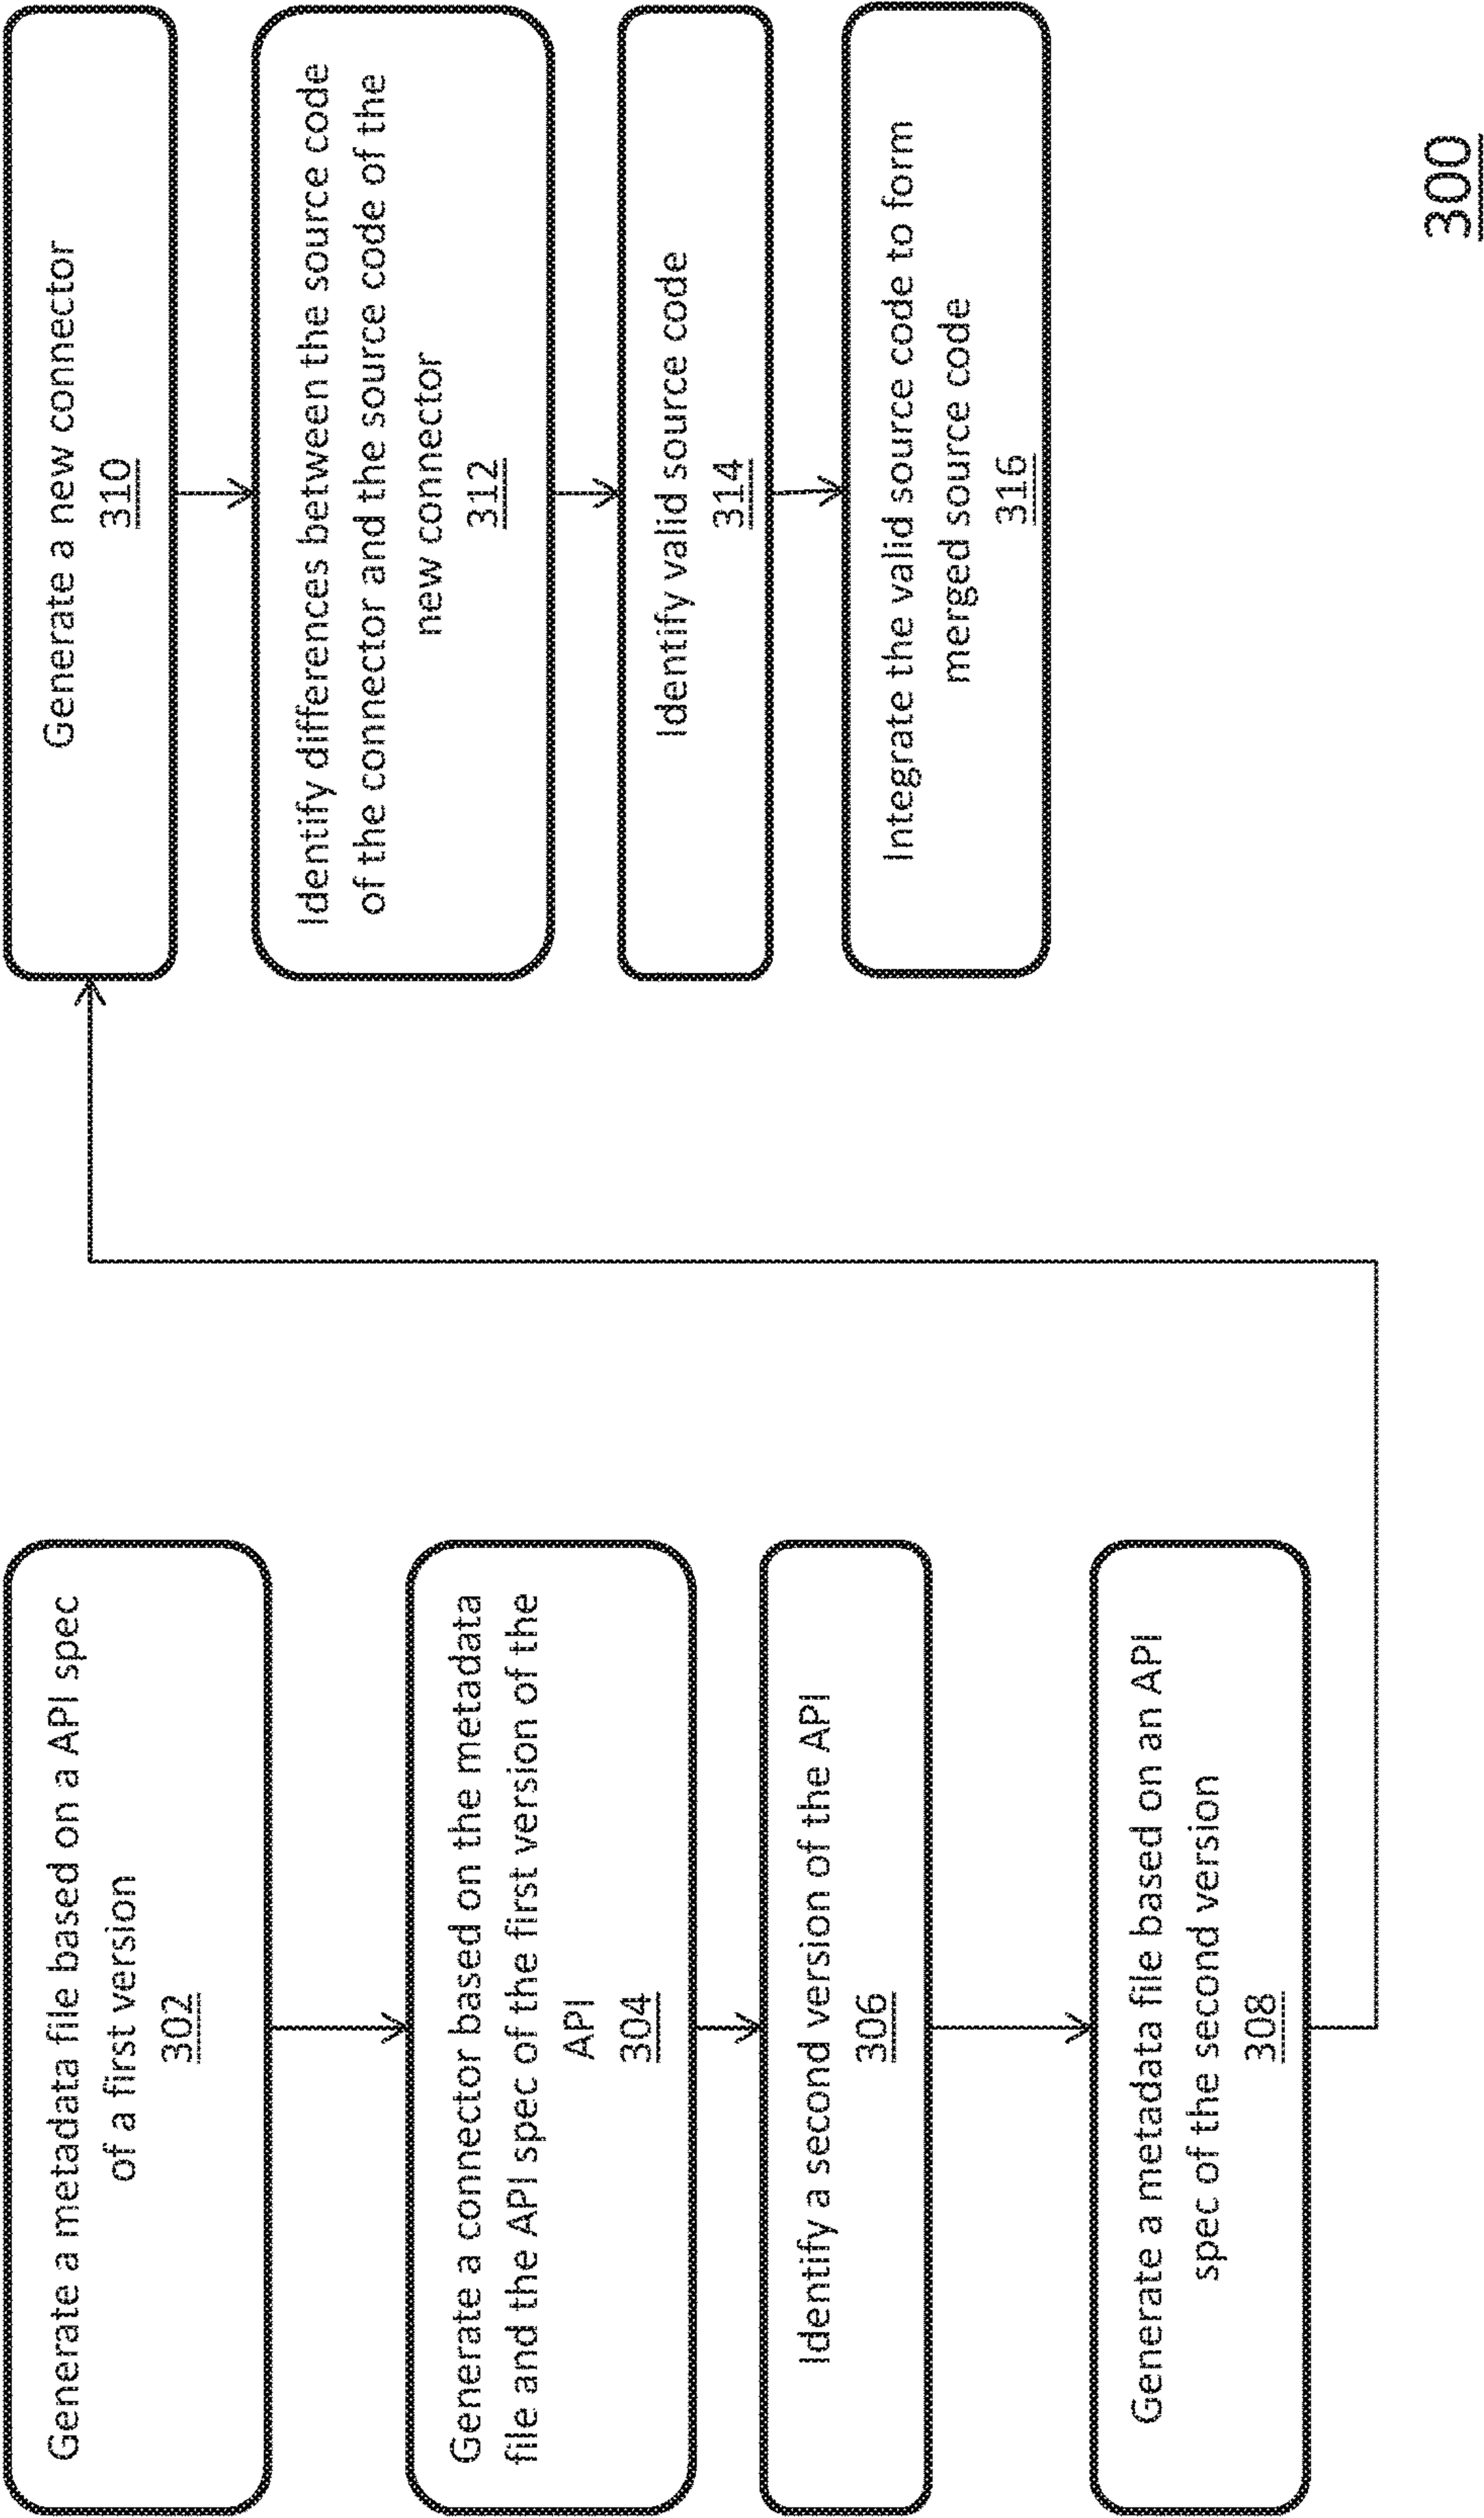 Generate a metadata file based on a API spec
of a first version
302
Generate a connector based on the metadata
file and the API spec of the first version of the
API
304
Identify a second version of the API
306
Generate a metadata file based on an API
spec of the second version
308
Generate a new connector
310
Identify differences between the source code
of the connector and the source code of the
new connector
312
Identify valid source code
314
Integrate the valid source code to form
merged source code
316
300